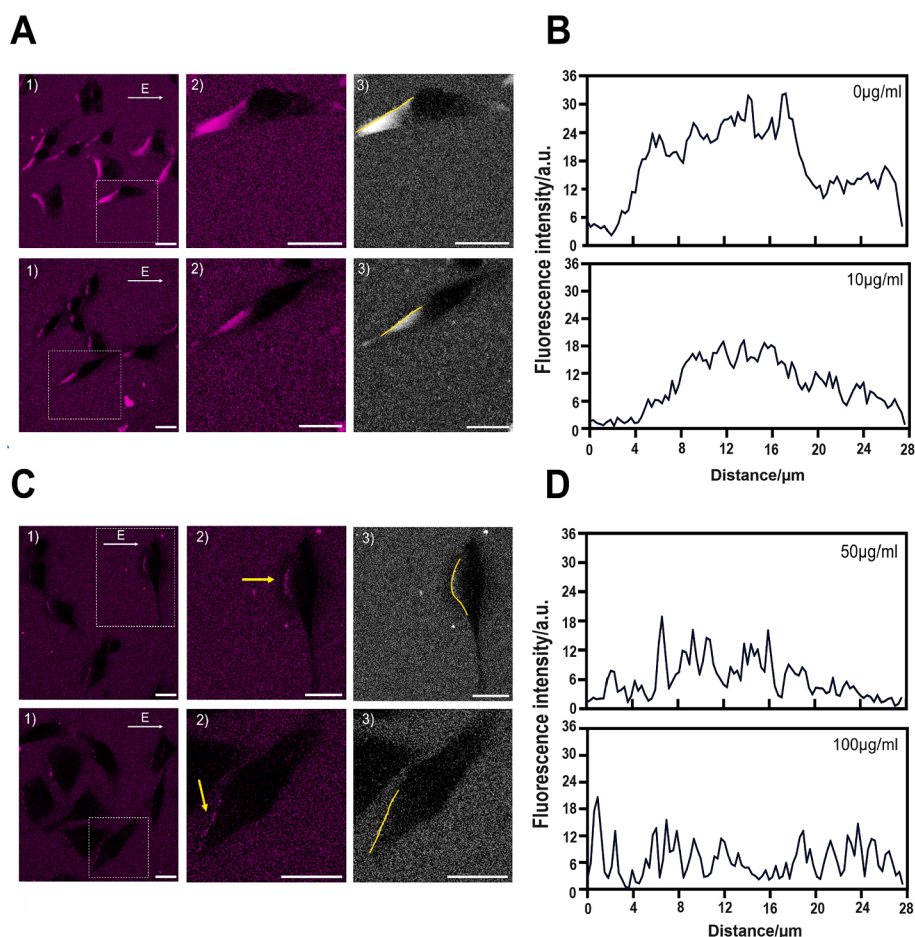 A
1)
E
2)
3)
1)
E
2)
3)
B
36
30
24
18
12
6
0
0µg/ml
36
30
24
18
12
6
0
10µg/ml
0 4 8 12 16 20 24 28
Fluorescence intensity/a.u.
Distance/µm
C
1)
E
2)
3)
1)
E
2)
3)
D
36
30
24
18
12
6
0
50µg/ml
36
30
24
18
12
6
0
100µg/ml
0 4 8 12 16 20 24 28
Fluorescence intensity/a.u.
Distance/µm